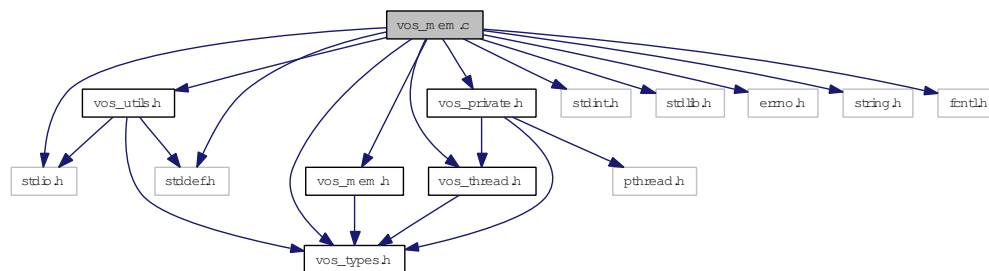 vos_mem.c
vos_utils.h
vos_private.h
stdint.h
stdlib.h
errno.h
string.h
fcntl.h
stdio.h
stddef.h
vos_mem.h
vos_thread.h
pthread.h
vos_types.h